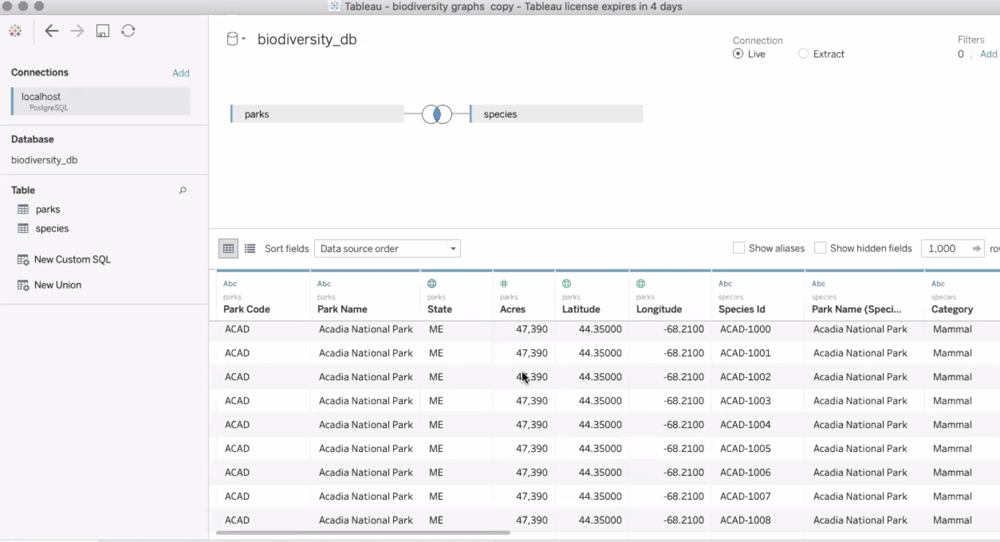 Tableau - biodiversity graphs copy - Tableau license expires in 4 days
biodiversity_db
Connection
Live Extract
Filters
0 Add
Connections Add
localhost
PostgreSQL
Database
biodiversity_db
Table
parks
species
New Custom SQL
New Union
parks species
Sort fields Data source order Show aliases Show hidden fields 1,000
Abc Abc # Abc Abc Abc
parks parks parks parks parks parks species species species
Park Code Park Name State Acres Latitude Longitude Species Id Park Name (Speci... Category
ACAD Acadia National Park ME 47,390 44.35000 -68.2100 ACAD-1000 Acadia National Park Mammal
ACAD Acadia National Park ME 47,390 44.35000 -68.2100 ACAD-1001 Acadia National Park Mammal
ACAD Acadia National Park ME 47,390 44.35000 -68.2100 ACAD-1002 Acadia National Park Mammal
ACAD Acadia National Park ME 47,390 44.35000 -68.2100 ACAD-1003 Acadia National Park Mammal
ACAD Acadia National Park ME 47,390 44.35000 -68.2100 ACAD-1004 Acadia National Park Mammal
ACAD Acadia National Park ME 47,390 44.35000 -68.2100 ACAD-1005 Acadia National Park Mammal
ACAD Acadia National Park ME 47,390 44.35000 -68.2100 ACAD-1006 Acadia National Park Mammal
ACAD Acadia National Park ME 47,390 44.35000 -68.2100 ACAD-1007 Acadia National Park Mammal
ACAD Acadia National Park ME 47,390 44.35000 -68.2100 ACAD-1008 Acadia National Park Mammal